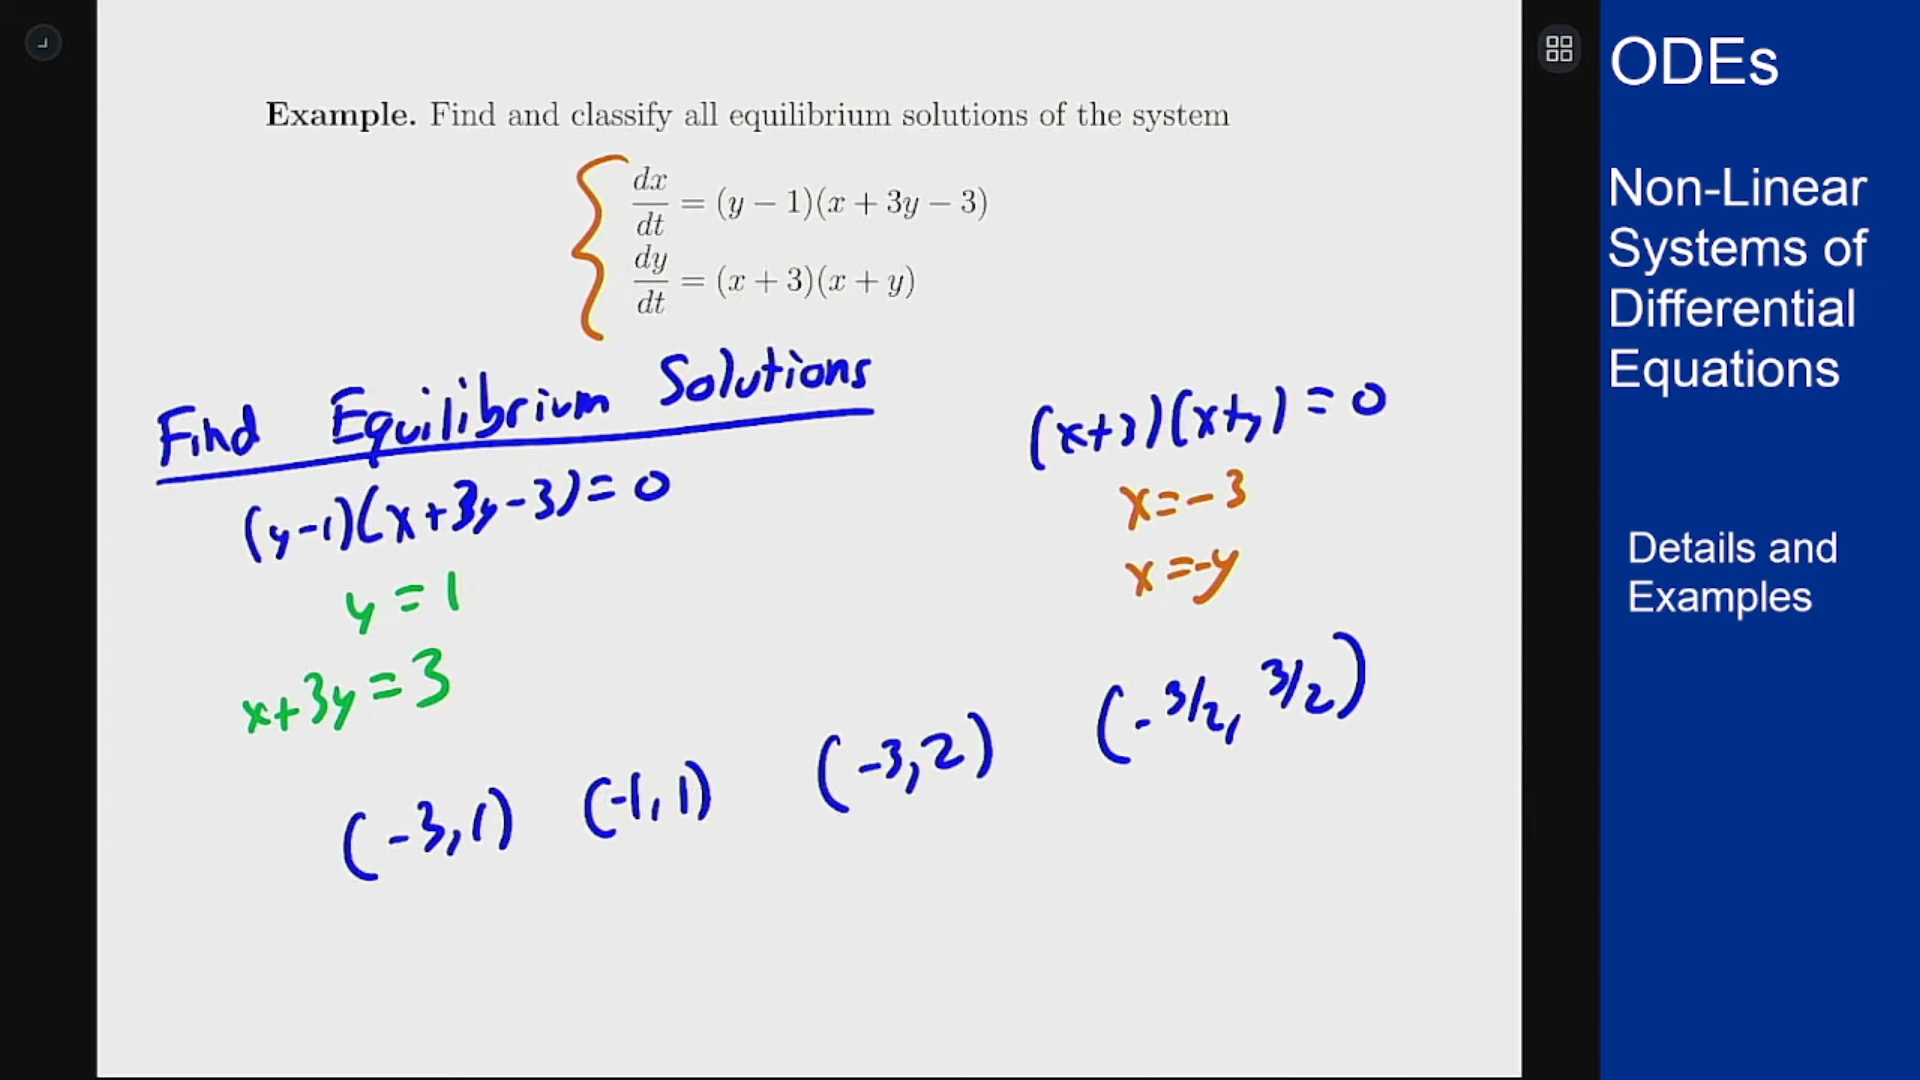 Example. Find and classify all equilibrium solutions of the system
dx/dt = (y − 1)(x + 3y − 3)
dy/dt = (x + 3)(x + y)
Find Equilibrium Solutions
(y-1)(x+3y-3)=0
y=1
x+3y=3
(x+3)(x+y)=0
x=-3
x=-y
(-3,1) (-1,1) (-3,2) (-3/2, 3/2)
ODEs
Non-Linear
Systems of
Differential
Equations
Details and
Examples